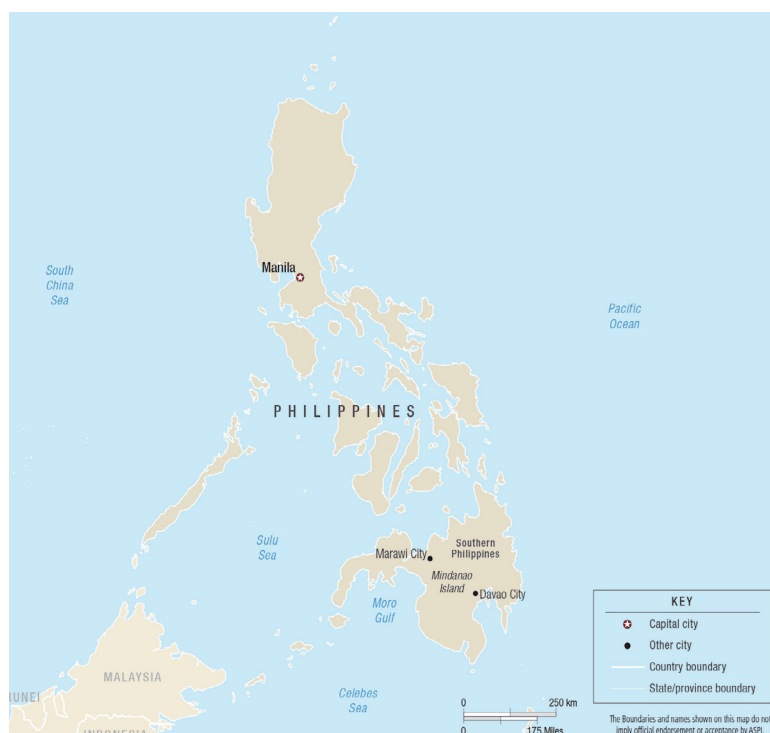 Manila
South
China
Sea
Pacific
Ocean
PHILIPPINES
Sulu
Sea
Southern
Philippines
Marawi City
Mindanao
Island
Davao City
Moro
Gulf
MALAYSIA
RUNEI
Celebes
Sea
INDONESIA
KEY
Capital city
Other city
Country boundary
State/province boundary
0 250 km
0 175 Miles
The Boundaries and names shown on this map do not
imply official endorsement or acceptance by ASPI.